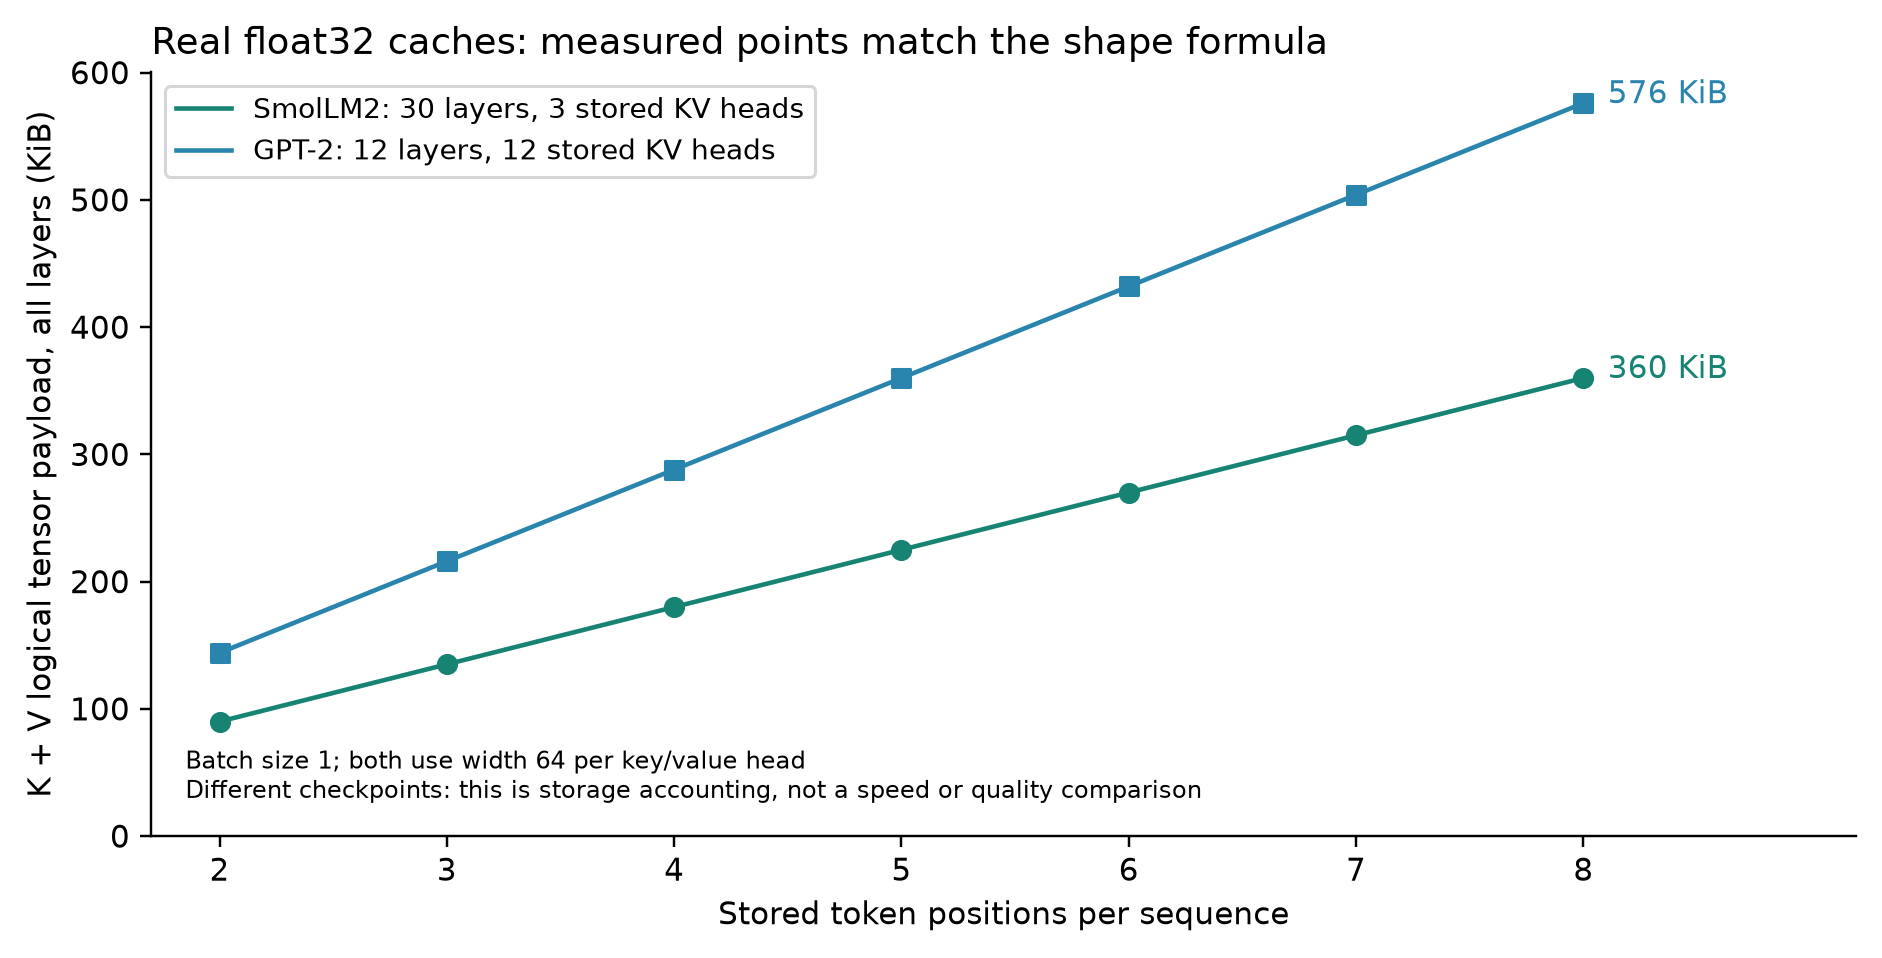 Real float32 caches: measured points match the shape formula
K + V logical tensor payload, all layers (KiB)
600
500
400
300
200
100
0
SmolLM2: 30 layers, 3 stored KV heads
GPT-2: 12 layers, 12 stored KV heads
576 KiB
360 KiB
Batch size 1; both use width 64 per key/value head
Different checkpoints: this is storage accounting, not a speed or quality comparison
2 3 4 5 6 7 8
Stored token positions per sequence